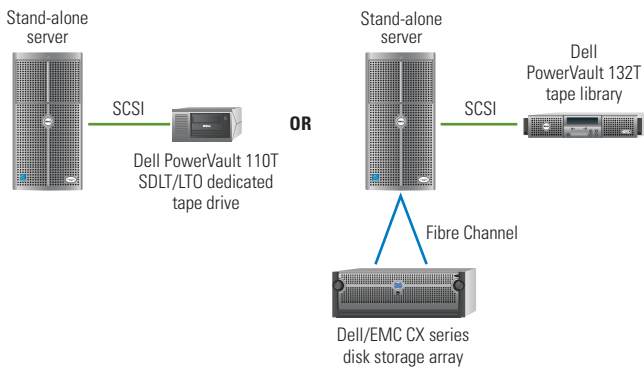 Stand-alone
server
SCSI
Dell PowerVault 110T
SDLT/LTO dedicated
tape drive
OR
Stand-alone
server
SCSI
Dell
PowerVault 132T
tape library
Fibre Channel
Dell/EMC CX series
disk storage array